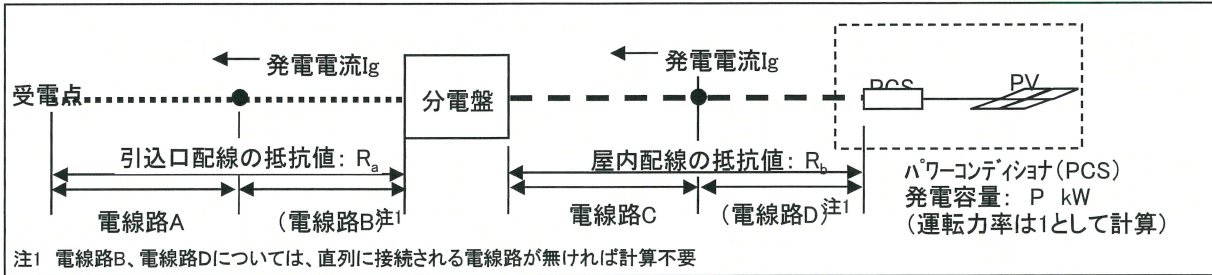 発電電流Ig
発電電流Ig
受電点
分電盤
PCS
PV
引込口配線の抵抗値: Ra
屋内配線の抵抗値: Rb
電線路A
(電線路B)注1
電線路C
(電線路D)注1
パワーコンディショナ(PCS)
発電容量: P kW
(運転力率は1として計算)
注1 電線路B、電線路Dについては、直列に接続される電線路が無ければ計算不要